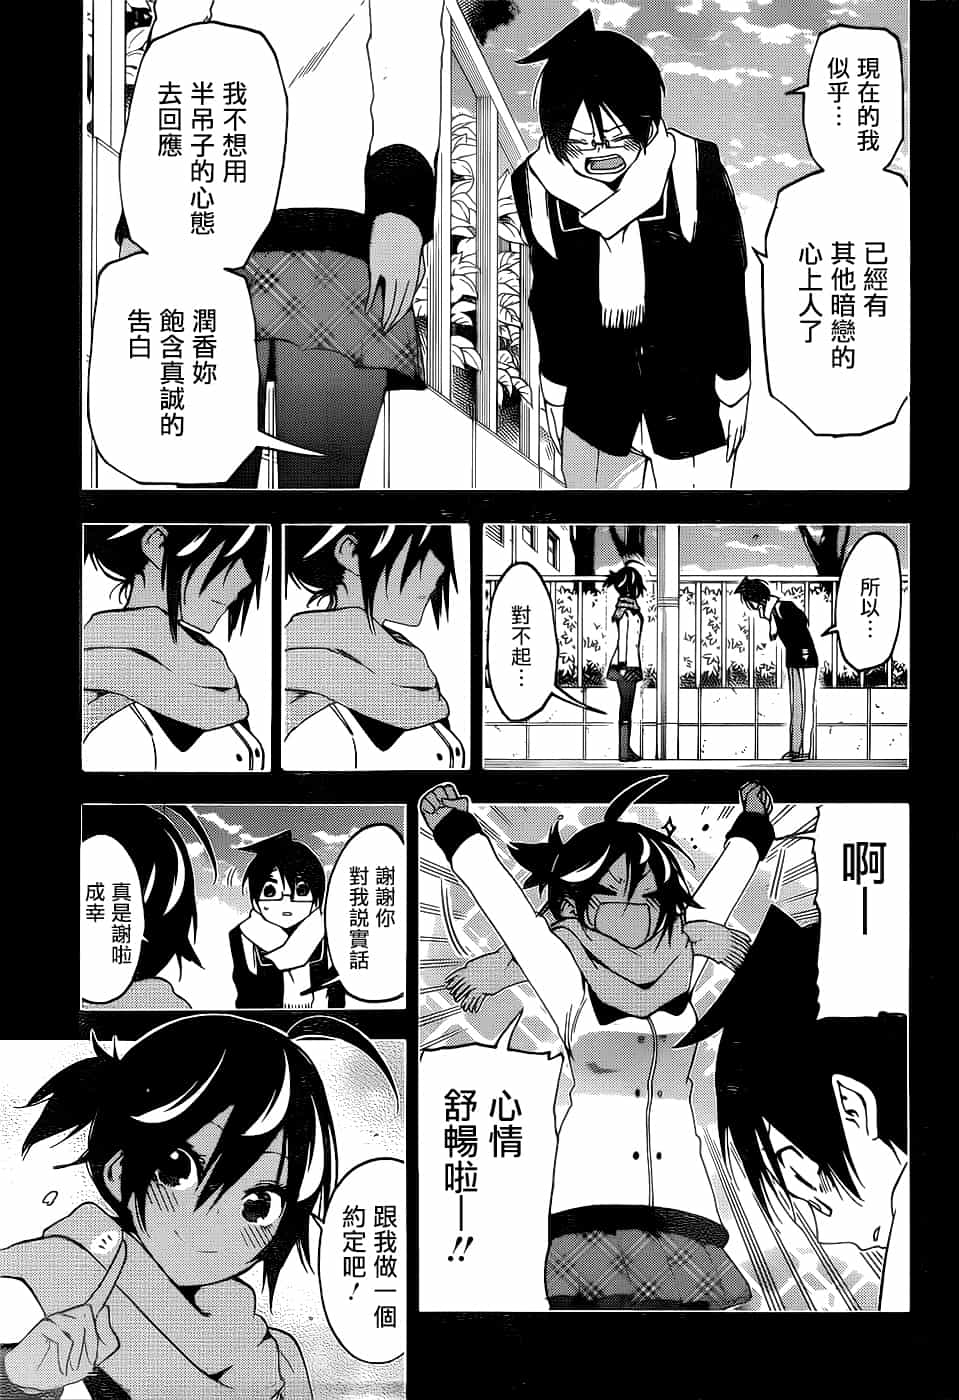 現在的我
似乎…
已經有
其他暗戀的
心上人了
我不想用
半吊子的心態
去回應
潤香妳
飽含真誠的
告白
所以…
對不起…
啊—
心情
舒暢啦—!!
謝謝你
對我説實話
真是謝啦
成幸
跟我做一個
約定吧!